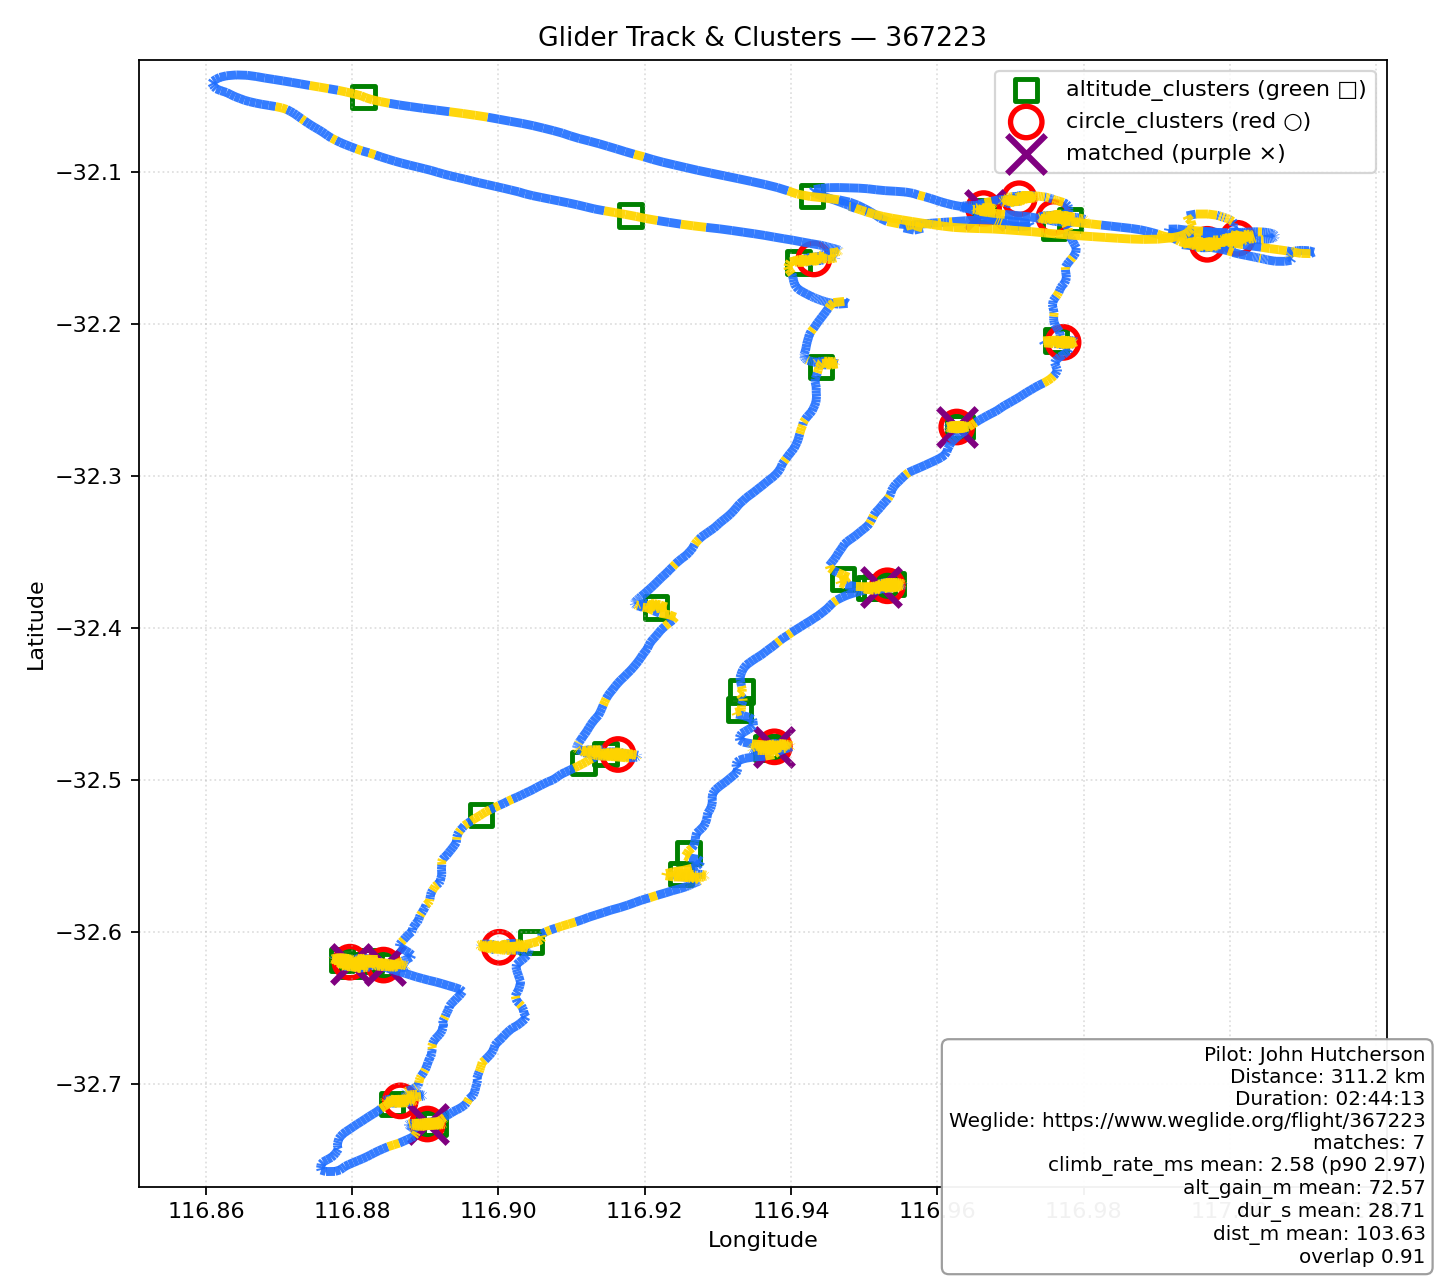 Glider Track & Clusters — 367223
altitude_clusters (green □)
circle_clusters (red ○)
matched (purple ×)
−32.1
−32.2
−32.3
−32.4
−32.5
−32.6
−32.7
Latitude
116.86
116.88
116.90
116.92
116.94
116.96
116.98
Longitude
Pilot: John Hutcherson
Distance: 311.2 km
Duration: 02:44:13
Weglide: https://www.weglide.org/flight/367223
matches: 7
climb_rate_ms mean: 2.58 (p90 2.97)
alt_gain_m mean: 72.57
dur_s mean: 28.71
dist_m mean: 103.63
overlap 0.91